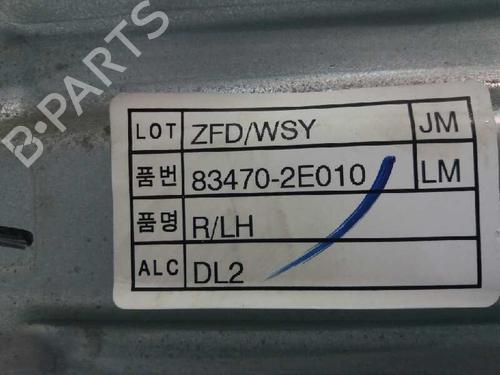 B-PARTS
LOT ZFD/WSY JM
품번 83470-2E010 LM
품명 R/LH
ALC DL2